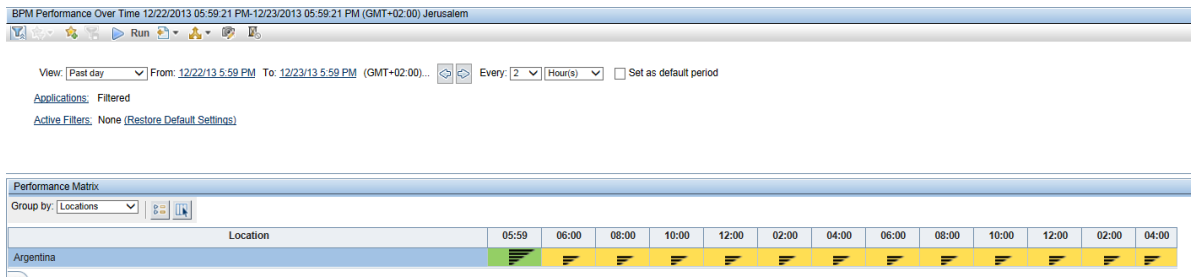 BPM Performance Over Time 12/22/2013 05:59:21 PM-12/23/2013 05:59:21 PM (GMT+02:00) Jerusalem
Run
View: Past day From: 12/22/13 5:59 PM To: 12/23/13 5:59 PM (GMT+02:00)... Every: 2 Hour(s) Set as default period
Applications: Filtered
Active Filters: None (Restore Default Settings)
Performance Matrix
Group by: Locations
Location 05:59 06:00 08:00 10:00 12:00 02:00 04:00 06:00 08:00 10:00 12:00 02:00 04:00
Argentina